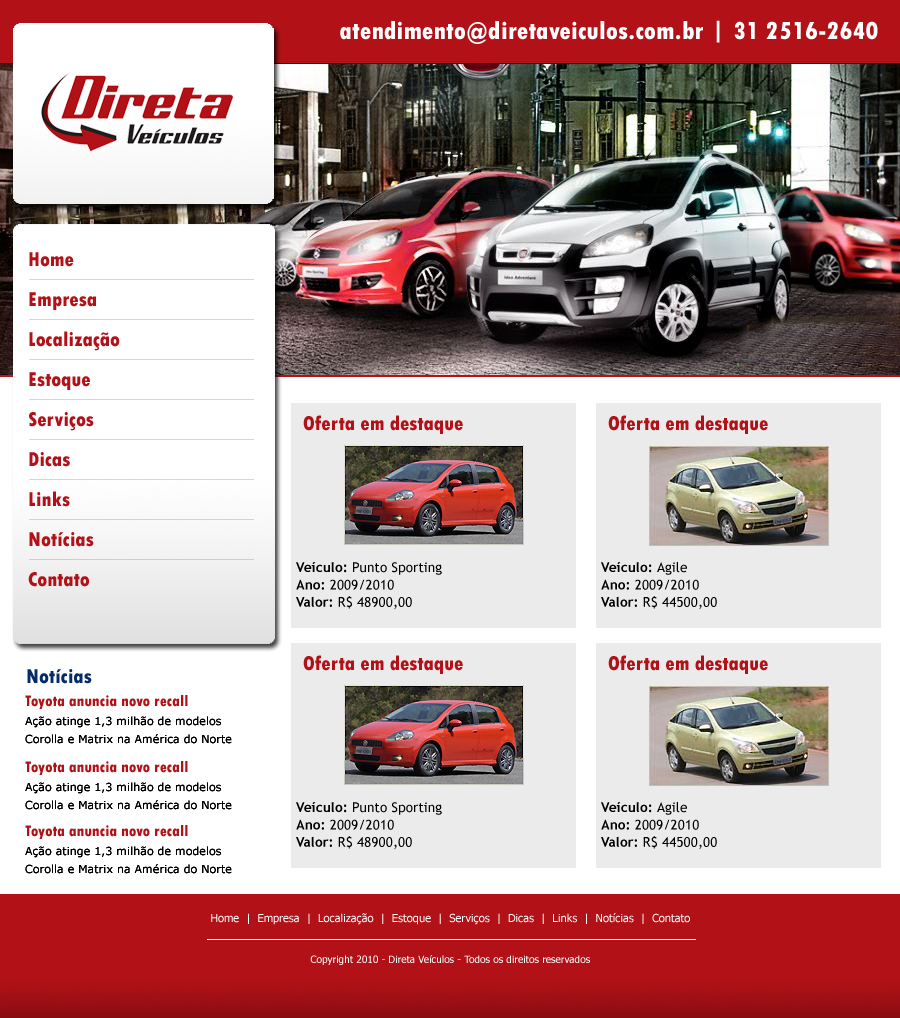 atendimento@diretaveiculos.com.br | 31 2516-2640
Direta
Veículos
Home
Empresa
Localização
Estoque
Serviços
Dicas
Links
Notícias
Contato
Idea Sporting
Idea Adventure
Oferta em destaque
Veículo: Punto Sporting
Ano: 2009/2010
Valor: R$ 48900,00
Oferta em destaque
Veículo: Agile
Ano: 2009/2010
Valor: R$ 44500,00
Oferta em destaque
Veículo: Punto Sporting
Ano: 2009/2010
Valor: R$ 48900,00
Oferta em destaque
Veículo: Agile
Ano: 2009/2010
Valor: R$ 44500,00
Notícias
Toyota anuncia novo recall
Ação atinge 1,3 milhão de modelos
Corolla e Matrix na América do Norte
Toyota anuncia novo recall
Ação atinge 1,3 milhão de modelos
Corolla e Matrix na América do Norte
Toyota anuncia novo recall
Ação atinge 1,3 milhão de modelos
Corolla e Matrix na América do Norte
Home | Empresa | Localização | Estoque | Serviços | Dicas | Links | Notícias | Contato
Copyright 2010 - Direta Veículos - Todos os direitos reservados